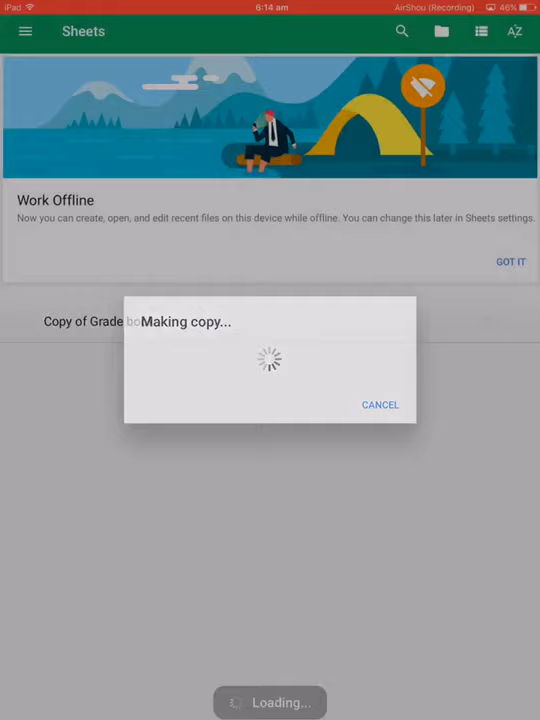 iPad 6:14 am AirShou (Recording) 46%
Sheets
AZ
Work Offline
Now you can create, open, and edit recent files on this device while offline. You can change this later in Sheets settings.
GOT IT
Copy of Grade bo
Making copy...
CANCEL
Loading...